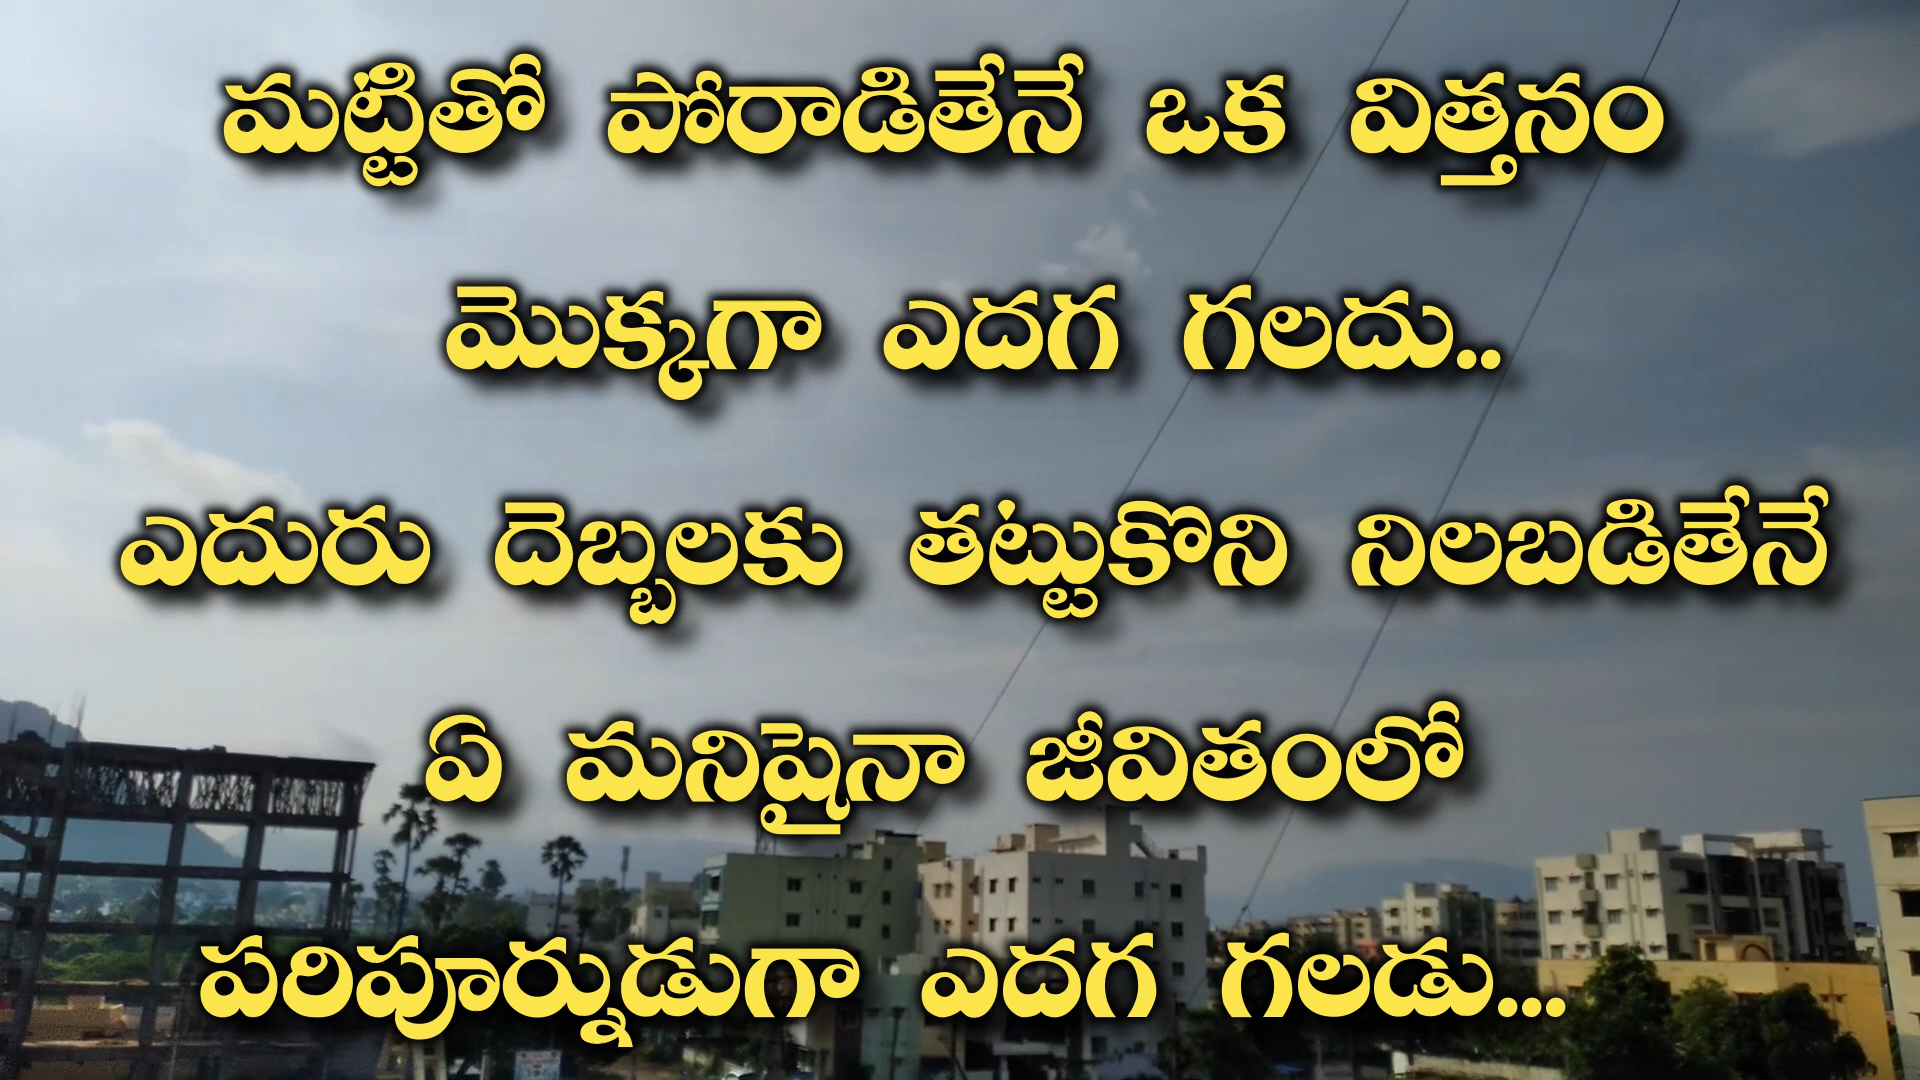 మట్టితో పోరాడితేనే ఒక విత్తనం
మొక్కగా ఎదగ గలదు..
ఎదురు దెబ్బలకు తట్టుకొని నిలబడితేనే
ఏ మనిషైనా జీవితంలో
పరిపూర్నుడుగా ఎదగ గలడు...